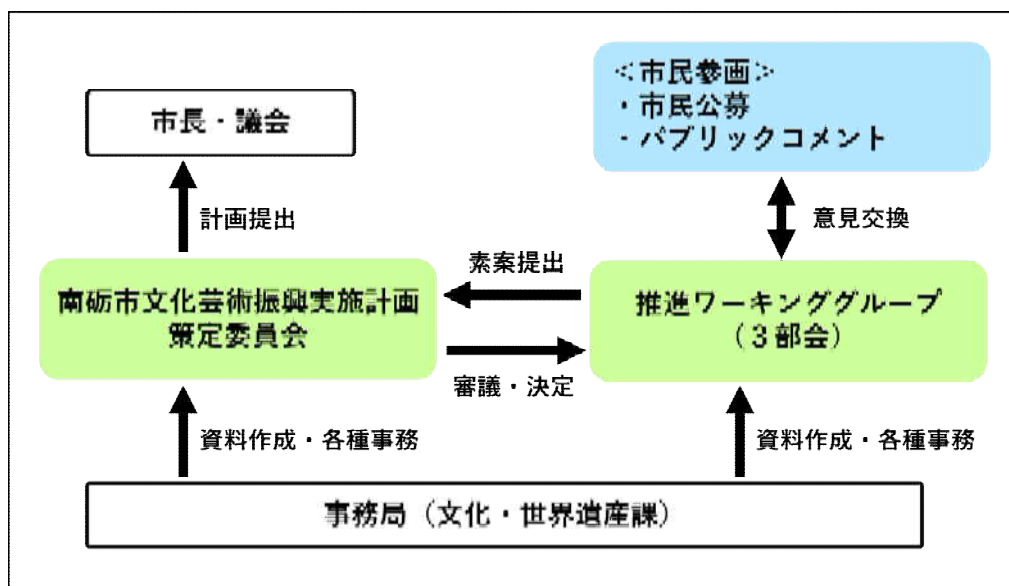 市長・議会
＜市民参画＞
・市民公募
・パブリックコメント
計画提出
意見交換
素案提出
南砺市文化芸術振興実施計画
策定委員会
推進ワーキンググループ
（３部会）
審議・決定
資料作成・各種事務
資料作成・各種事務
事務局（文化・世界遺産課）